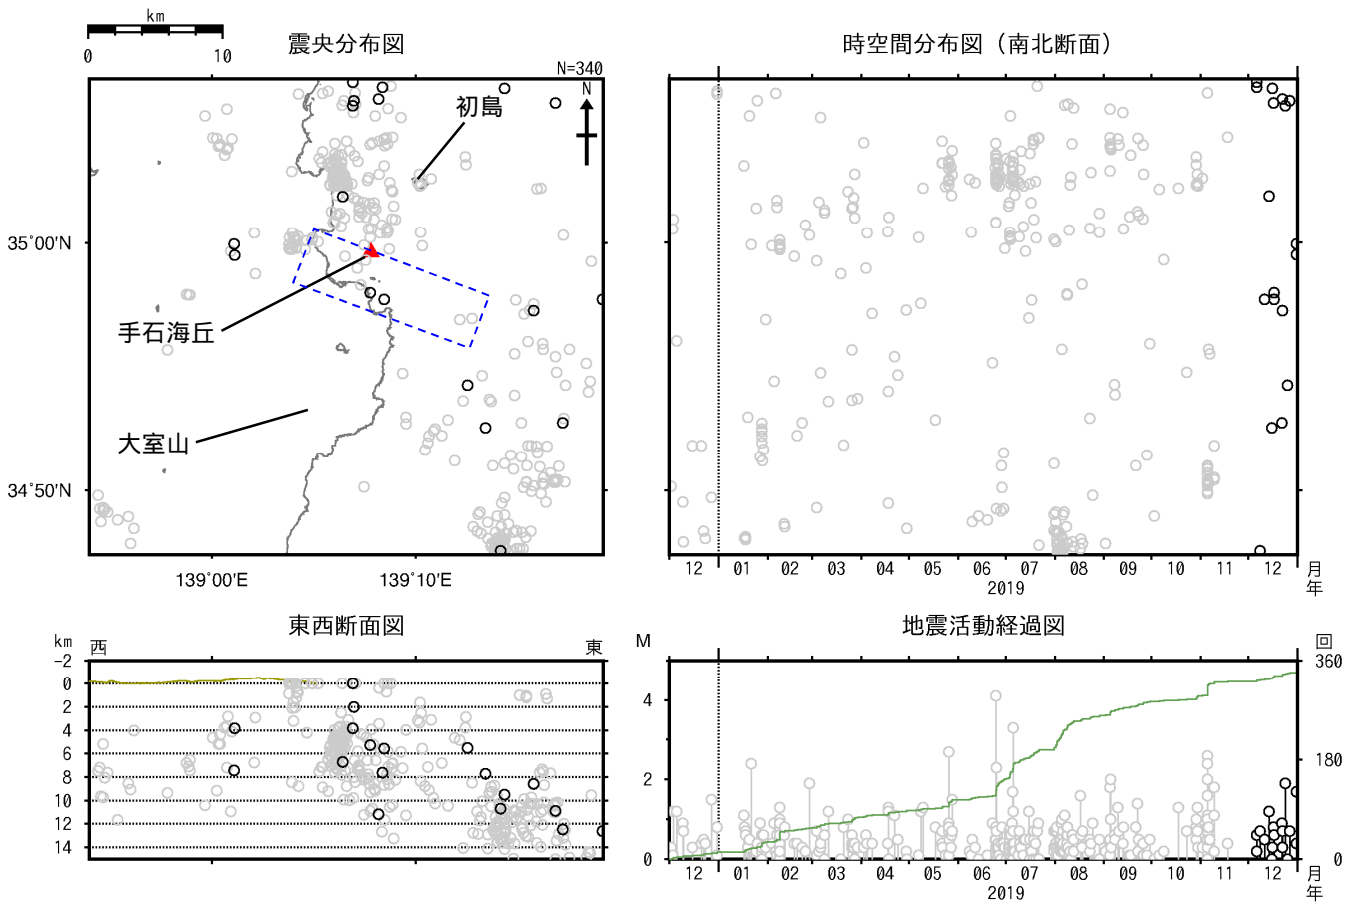 km
0 10
震央分布図
N=340
N
初島
35°00'N
手石海丘
大室山
34°50'N
139°00'E 139°10'E
時空間分布図（南北断面）
12 01 02 03 04 05 06 07 08 09 10 11 12 月
2019 年
東西断面図
km 西 東
-2
0
2
4
6
8
10
12
14
地震活動経過図
M 回
4
2
0
360
180
0
12 01 02 03 04 05 06 07 08 09 10 11 12 月
2019 年